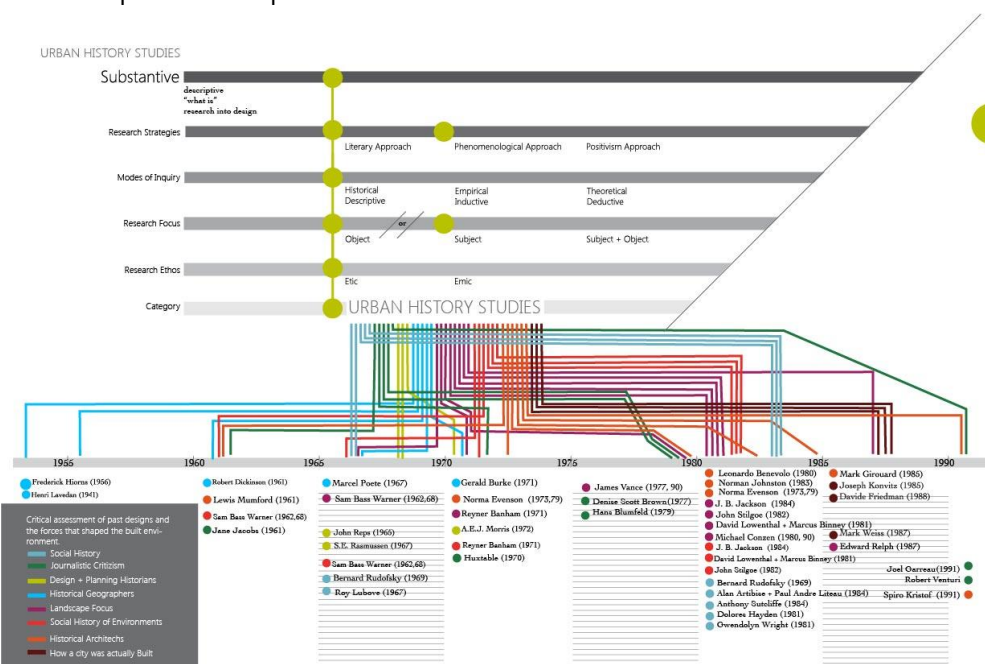 URBAN HISTORY STUDIES
Substantive
descriptive
"what is"
research into design
Research Strategies
Literary Approach
Phenomenological Approach
Positivism Approach
Modes of Inquiry
Historical
Descriptive
Empirical
Inductive
Theoretical
Deductive
Research Focus
or
Object
Subject
Subject + Object
Research Ethos
Etic
Emic
Category
URBAN HISTORY STUDIES
1955
1960
1965
1970
1975
1980
1985
1990
Frederick Hiorns (1956)
Henri Lavedan (1941)
Robert Dickinson (1961)
Lewis Mumford (1961)
Sam Bass Warner (1962,68)
Jane Jacobs (1961)
Marcel Poete (1967)
Sam Bass Warner (1962,68)
John Reps (1965)
S.E. Rasmussen (1967)
Sam Bass Warner (1962,68)
Bernard Rudofsky (1969)
Roy Lubove (1967)
Gerald Burke (1971)
Norma Evenson (1973,79)
Reyner Banham (1971)
A.E.J. Morris (1972)
Reyner Banham (1971)
Huxtable (1970)
James Vance (1977, 90)
Denise Scott Brown(1977)
Hans Blumfeld (1979)
Leonardo Benevolo (1980)
Norman Johnston (1983)
Norma Evenson (1973,79)
J. B. Jackson (1984)
John Stilgoe (1982)
David Lowenthal + Marcus Binney (1981)
Michael Conzen (1980, 90)
J. B. Jackson (1984)
David Lowenthal + Marcus Binney (1981)
John Stilgoe (1982)
Bernard Rudofsky (1969)
Alan Artibise + Paul Andre Liteau (1984)
Anthony Sutcliffe (1984)
Dolores Hayden (1981)
Gwendolyn Wright (1981)
Mark Girouard (1985)
Joseph Konvitz (1985)
Davide Friedman (1988)
Mark Weiss (1987)
Edward Relph (1987)
Joel Garreau(1991)
Robert Venturi
Spiro Kristof (1991)
Critical assessment of past designs and
the forces that shaped the built envi-
ronment.
Social History
Journalistic Criticism
Design + Planning Historians
Historical Geographers
Landscape Focus
Social History of Environments
Historical Architechs
How a city was actually Built